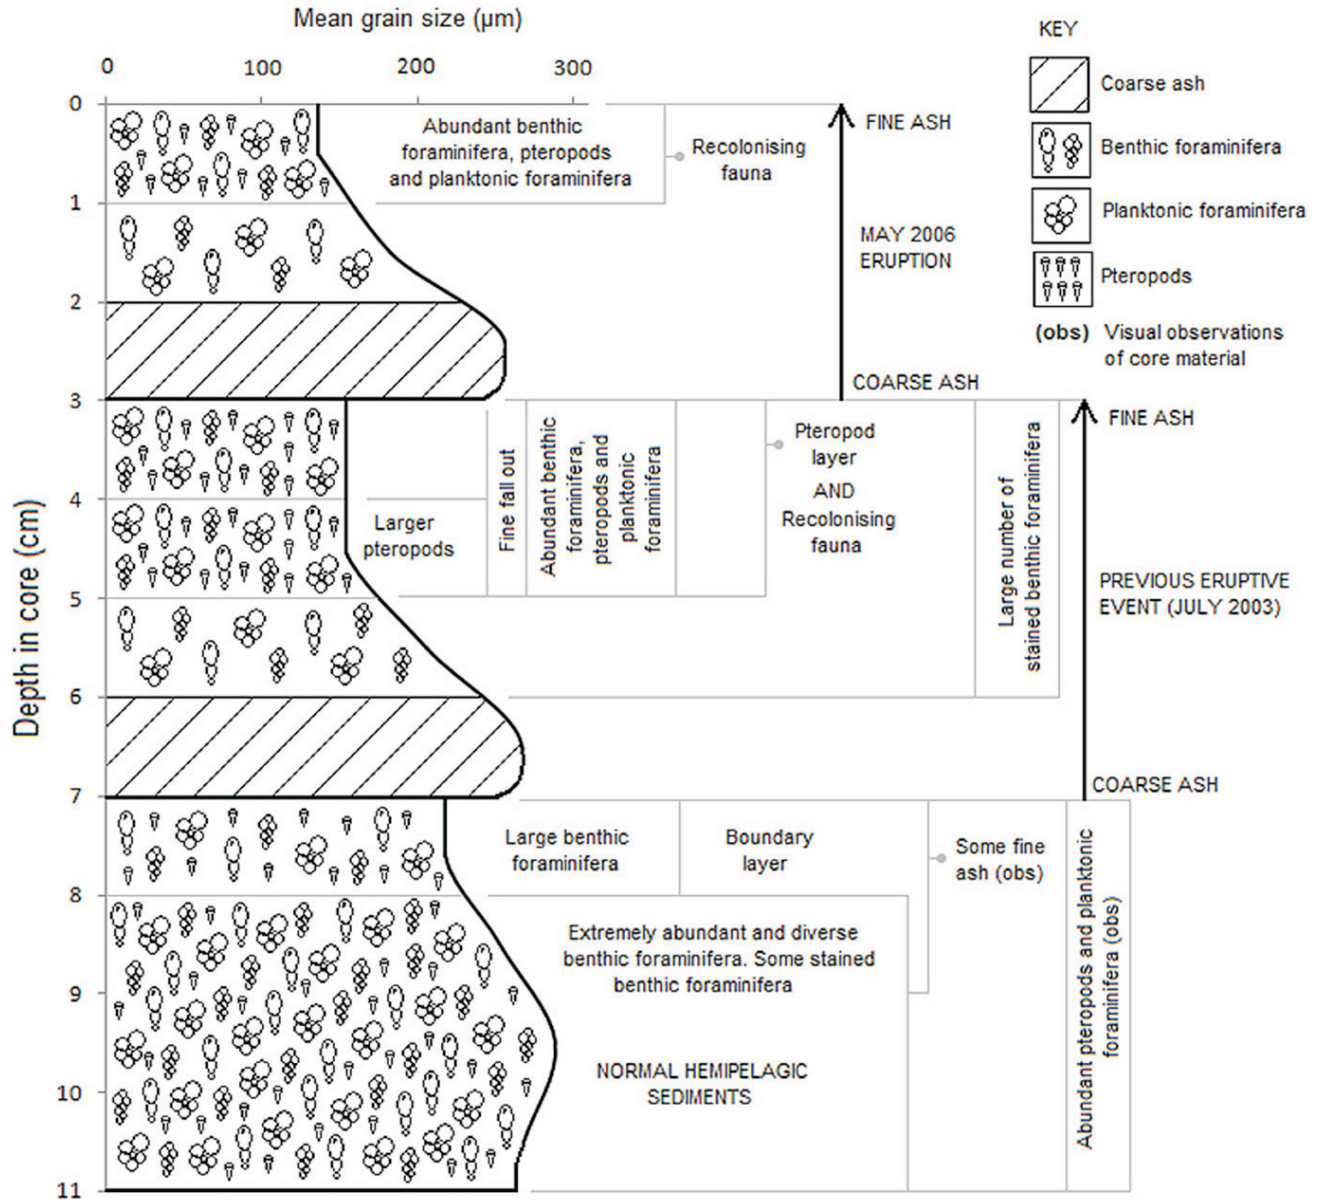 Mean grain size (µm)
0 100 200 300
KEY
Coarse ash
Benthic foraminifera
Planktonic foraminifera
Pteropods
(obs) Visual observations
of core material
Depth in core (cm)
0
1
2
3
4
5
6
7
8
9
10
11
Abundant benthic
foraminifera, pteropods
and planktonic foraminifera
Recolonising
fauna
FINE ASH
MAY 2006
ERUPTION
COARSE ASH
Larger
pteropods
Fine fall out
Abundant benthic
foraminifera,
pteropods and
planktonic
foraminifera
Pteropod
layer
AND
Recolonising
fauna
Large number of
stained benthic foraminifera
FINE ASH
PREVIOUS ERUPTIVE
EVENT (JULY 2003)
COARSE ASH
Large benthic
foraminifera
Boundary
layer
Some fine
ash (obs)
Extremely abundant and diverse
benthic foraminifera. Some stained
benthic foraminifera
NORMAL HEMIPELAGIC
SEDIMENTS
Abundant pteropods and planktonic
foraminifera (obs)